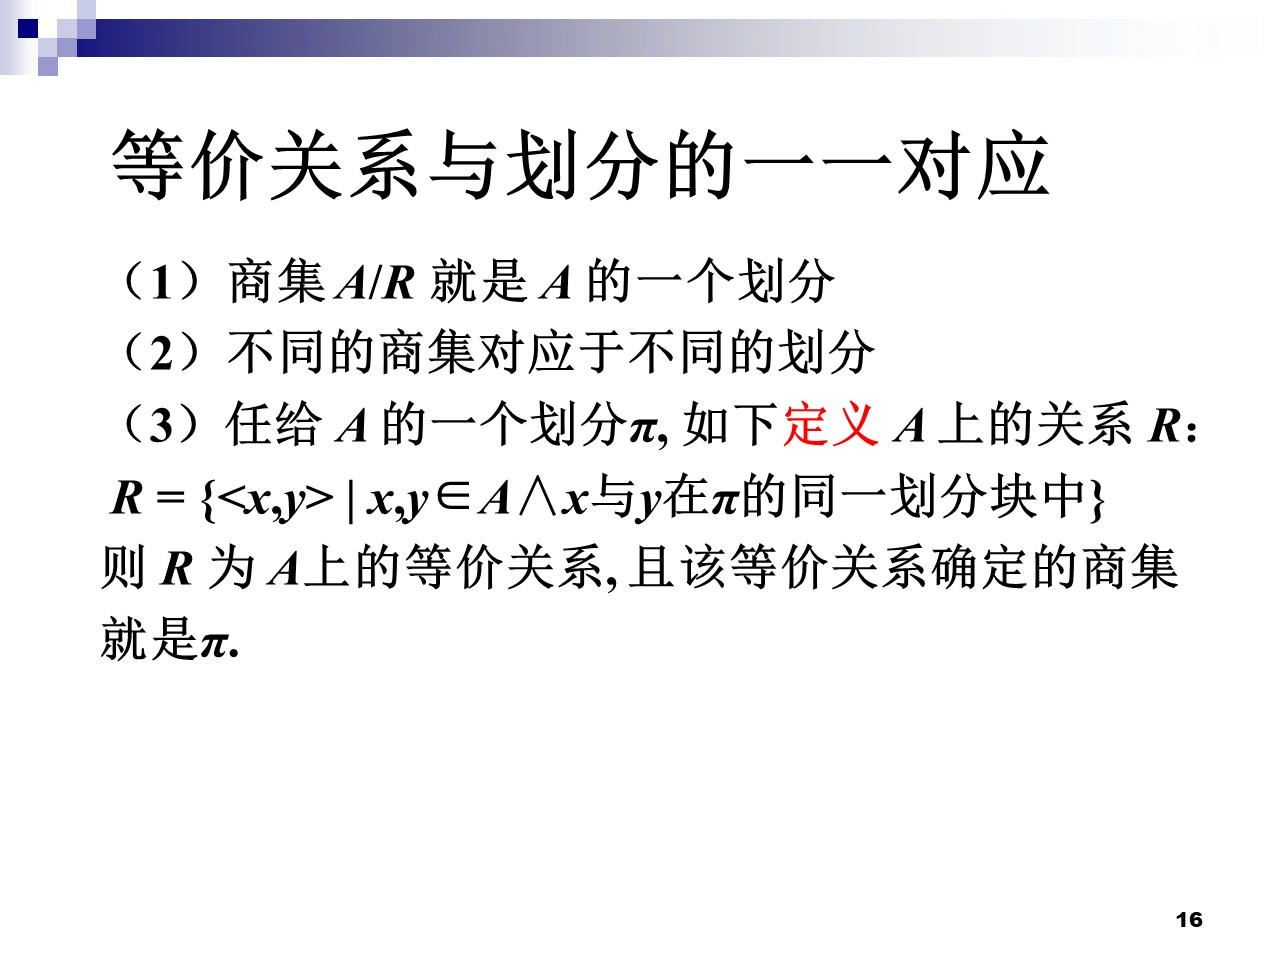 等价关系与划分的一一对应
（1）商集 A/R 就是 A 的一个划分
（2）不同的商集对应于不同的划分
（3）任给 A 的一个划分π, 如下定义 A 上的关系 R：
R = {<x,y> | x,y∈A∧x与y在π的同一划分块中}
则 R 为 A上的等价关系, 且该等价关系确定的商集
就是π.
16